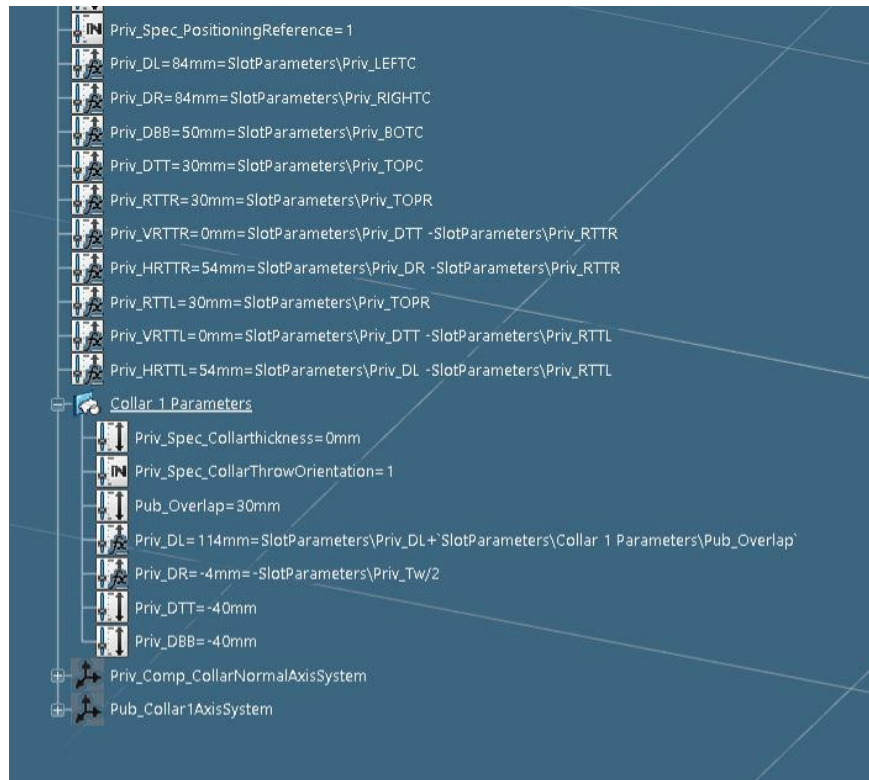 Priv_Spec_PositioningReference=1
Priv_DL=84mm=SlotParameters\Priv_LEFTC
Priv_DR=84mm=SlotParameters\Priv_RIGHTC
Priv_DBB=50mm=SlotParameters\Priv_BOTC
Priv_DTT=30mm=SlotParameters\Priv_TOPC
Priv_RTTR=30mm=SlotParameters\Priv_TOPR
Priv_VRTTR=0mm=SlotParameters\Priv_DTT -SlotParameters\Priv_RTTR
Priv_HRTTR=54mm=SlotParameters\Priv_DR -SlotParameters\Priv_RTTR
Priv_RTTL=30mm=SlotParameters\Priv_TOPR
Priv_VRTTL=0mm=SlotParameters\Priv_DTT -SlotParameters\Priv_RTTL
Priv_HRTTL=54mm=SlotParameters\Priv_DL -SlotParameters\Priv_RTTL
Collar 1 Parameters
Priv_Spec_Collarthickness=0mm
Priv_Spec_CollarThrowOrientation=1
Pub_Overlap=30mm
Priv_DL=114mm=SlotParameters\Priv_DL+`SlotParameters\Collar 1 Parameters\Pub_Overlap`
Priv_DR=-4mm=-SlotParameters\Priv_Tw/2
Priv_DTT=-40mm
Priv_DBB=-40mm
Priv_Comp_CollarNormalAxisSystem
Pub_Collar1AxisSystem